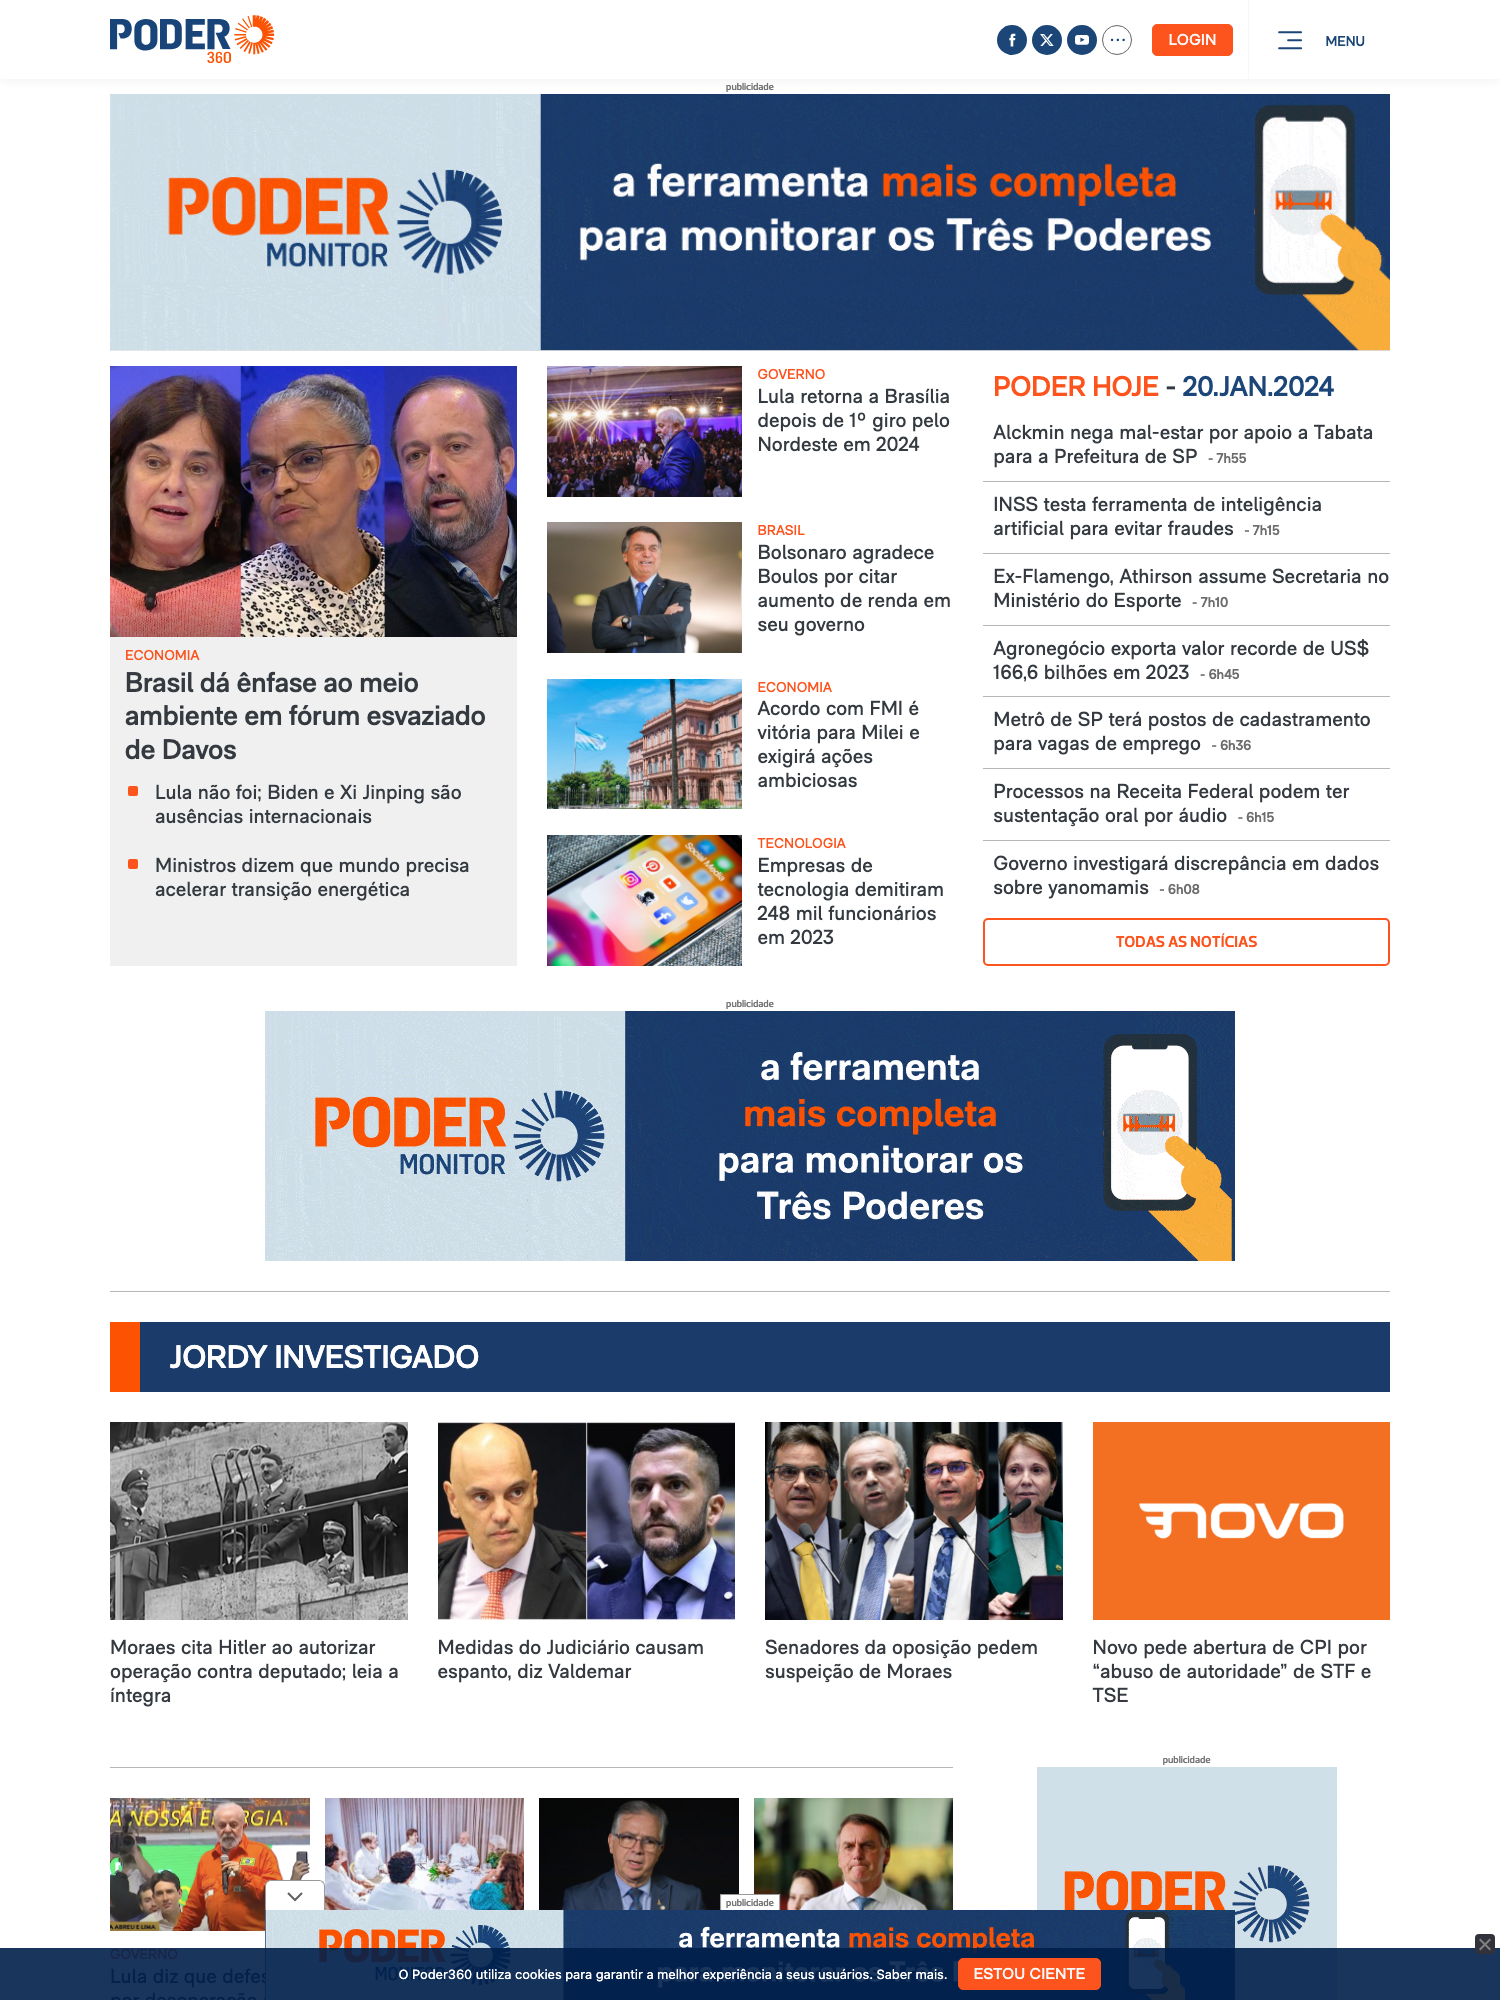 PODER
360
LOGIN
MENU
publicidade
PODER
MONITOR
a ferramenta mais completa
para monitorar os Três Poderes
ECONOMIA
Brasil dá ênfase ao meio
ambiente em fórum esvaziado
de Davos
Lula não foi; Biden e Xi Jinping são
ausências internacionais
Ministros dizem que mundo precisa
acelerar transição energética
GOVERNO
Lula retorna a Brasília
depois de 1º giro pelo
Nordeste em 2024
BRASIL
Bolsonaro agradece
Boulos por citar
aumento de renda em
seu governo
ECONOMIA
Acordo com FMI é
vitória para Milei e
exigirá ações
ambiciosas
Social Media
TECNOLOGIA
Empresas de
tecnologia demitiram
248 mil funcionários
em 2023
PODER HOJE - 20.JAN.2024
Alckmin nega mal-estar por apoio a Tabata
para a Prefeitura de SP - 7h55
INSS testa ferramenta de inteligência
artificial para evitar fraudes - 7h15
Ex-Flamengo, Athirson assume Secretaria no
Ministério do Esporte - 7h10
Agronegócio exporta valor recorde de US$
166,6 bilhões em 2023 - 6h45
Metrô de SP terá postos de cadastramento
para vagas de emprego - 6h36
Processos na Receita Federal podem ter
sustentação oral por áudio - 6h15
Governo investigará discrepância em dados
sobre yanomamis - 6h08
TODAS AS NOTÍCIAS
publicidade
PODER
MONITOR
a ferramenta
mais completa
para monitorar os
Três Poderes
JORDY INVESTIGADO
NOVO
Moraes cita Hitler ao autorizar
operação contra deputado; leia a
íntegra
Medidas do Judiciário causam
espanto, diz Valdemar
Senadores da oposição pedem
suspeição de Moraes
Novo pede abertura de CPI por
“abuso de autoridade” de STF e
TSE
publicidade
A NOSSA ENERGIA.
ABREU E LIMA
PODER
publicidade
PODER
a ferramenta mais completa
GOVERNO
Lula diz que defes
O Poder360 utiliza cookies para garantir a melhor experiência a seus usuários. Saber mais.
ESTOU CIENTE